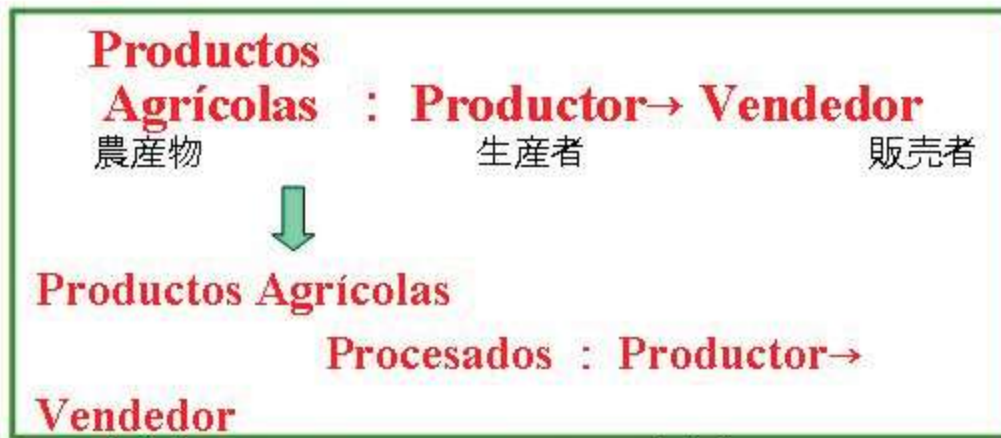 Productos
Agrícolas : Productor→ Vendedor
農産物 生産者 販売者
Productos Agrícolas
Procesados : Productor→
Vendedor